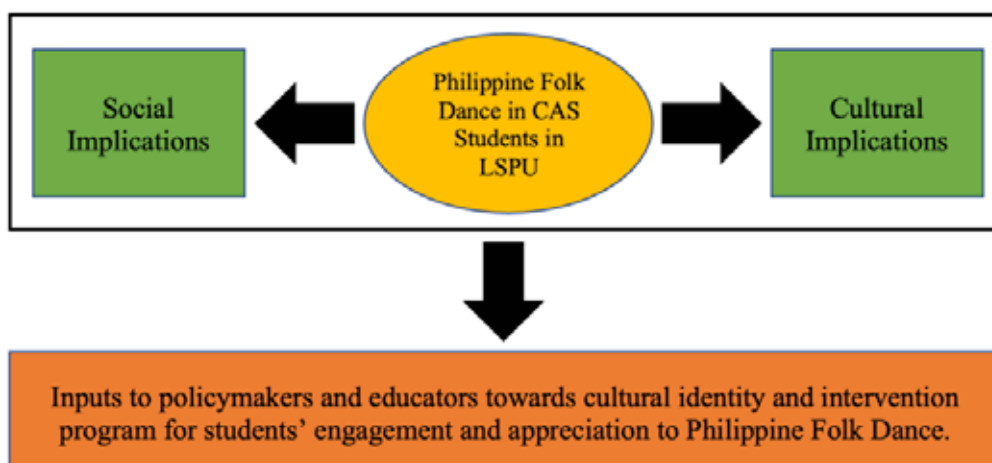 Social
Implications
Philippine Folk
Dance in CAS
Students in
LSPU
Cultural
Implications
Inputs to policymakers and educators towards cultural identity and intervention
program for students’ engagement and appreciation to Philippine Folk Dance.